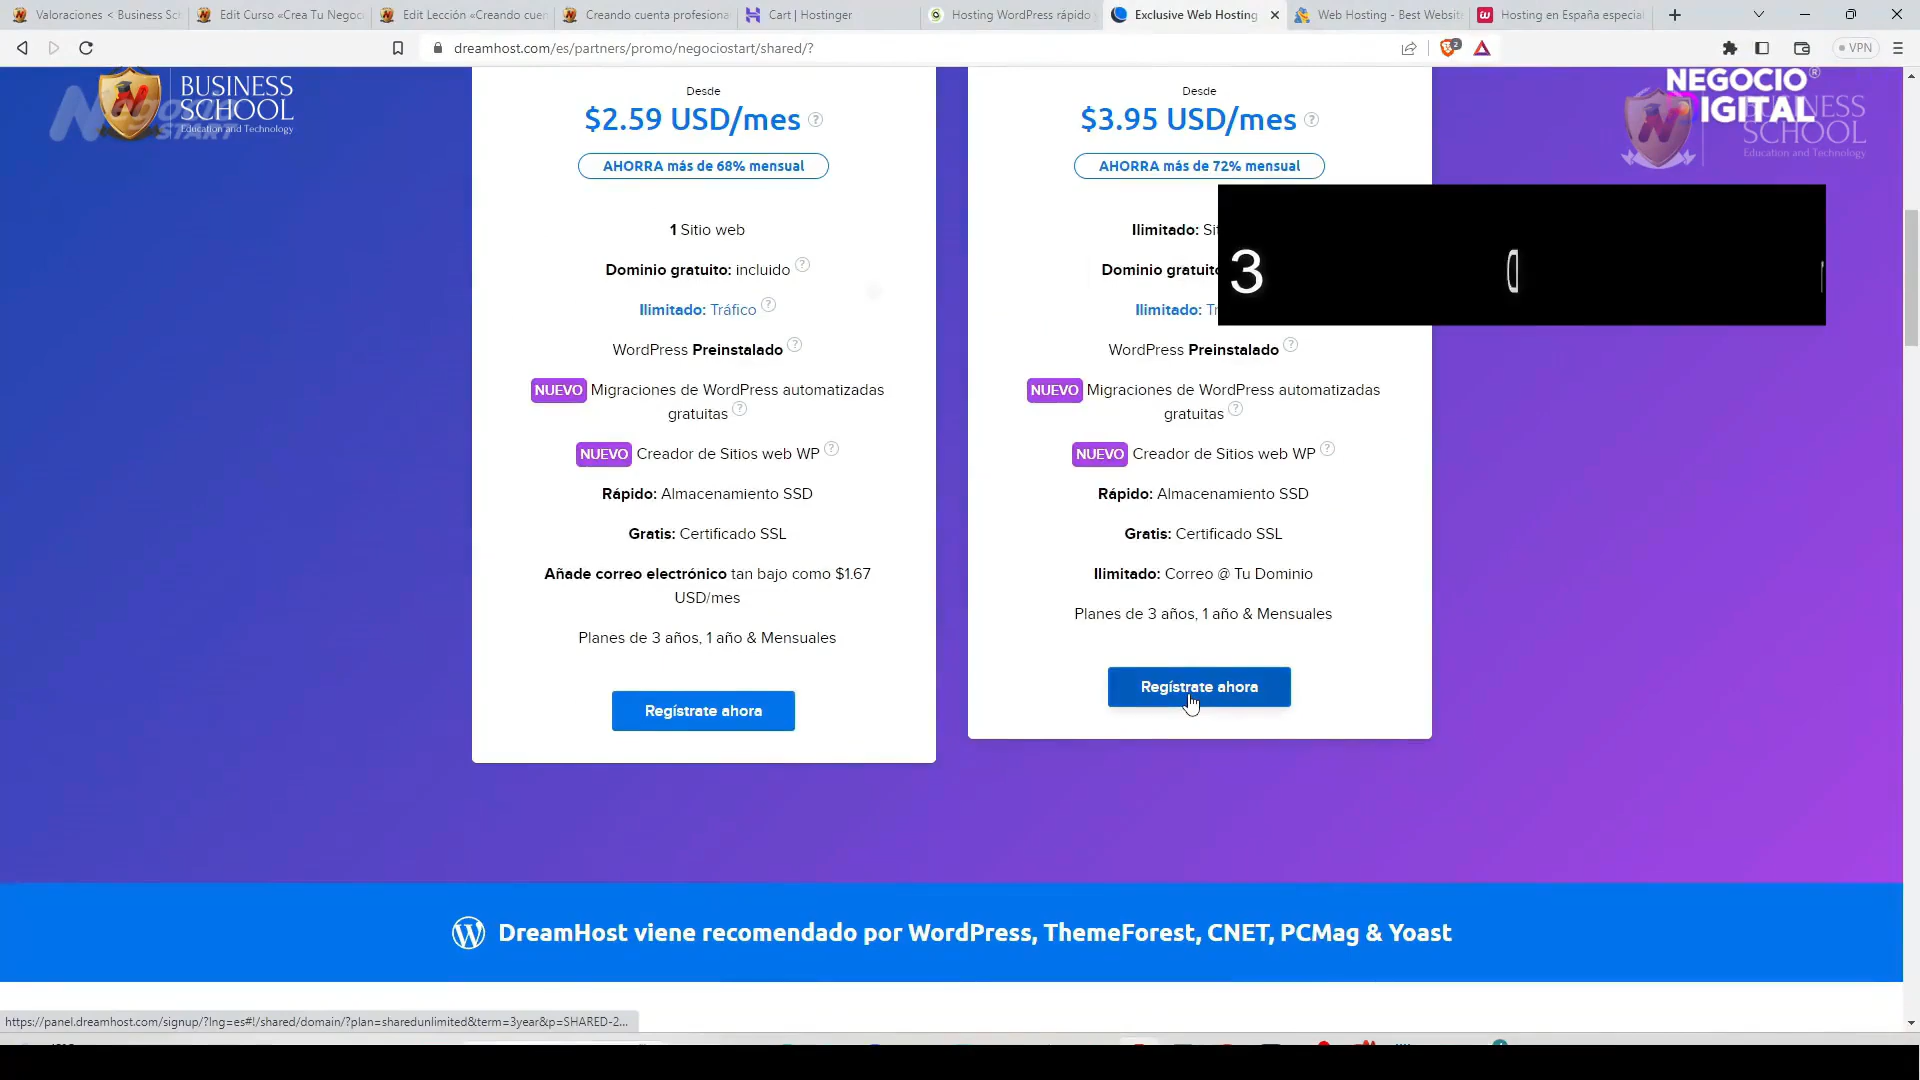 Valoraciones < Business Sch
Edit Curso «Crea Tu Negoc
Edit Lección «Creando cuen
Creando cuenta profesiona
Cart | Hostinger
Hosting WordPress rápido y
Exclusive Web Hosting
Web Hosting - Best Websit
Hosting en España especial
dreamhost.com/es/partners/promo/negociostart/shared/?
2
VPN
BUSINESS
SCHOOL
Education and Technology
NEGOCIO®
IGITAL
BUSINESS
SCHOOL
Education and Technology
Desde
$2.59 USD/mes ?
AHORRA más de 68% mensual
1 Sitio web
Dominio gratuito: incluido ?
Ilimitado: Tráfico ?
WordPress Preinstalado ?
NUEVO Migraciones de WordPress automatizadas
gratuitas ?
NUEVO Creador de Sitios web WP ?
Rápido: Almacenamiento SSD
Gratis: Certificado SSL
Añade correo electrónico tan bajo como $1.67
USD/mes
Planes de 3 años, 1 año & Mensuales
Regístrate ahora
Desde
$3.95 USD/mes ?
AHORRA más de 72% mensual
Ilimitado: Sit
Dominio gratuito
Ilimitado: Tr
3
WordPress Preinstalado ?
NUEVO Migraciones de WordPress automatizadas
gratuitas ?
NUEVO Creador de Sitios web WP ?
Rápido: Almacenamiento SSD
Gratis: Certificado SSL
Ilimitado: Correo @ Tu Dominio
Planes de 3 años, 1 año & Mensuales
Regístrate ahora
DreamHost viene recomendado por WordPress, ThemeForest, CNET, PCMag & Yoast
https://panel.dreamhost.com/signup/?lng=es#!/shared/domain/?plan=sharedunlimited&term=3year&p=SHARED-2...